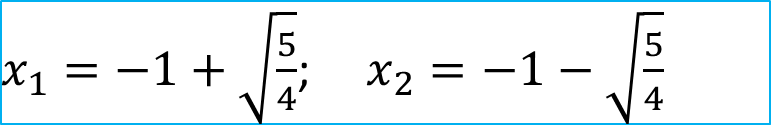 x₁ = −1 + √(5/4); x₂ = −1 − √(5/4)